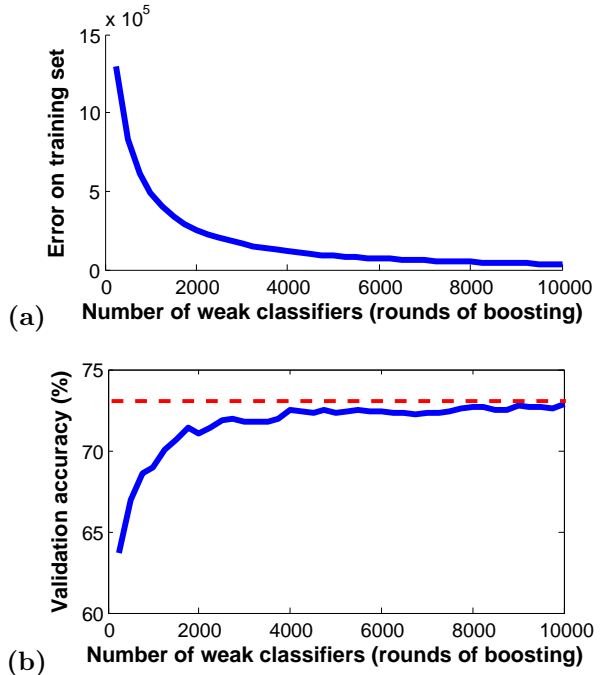 x 10⁵
15
10
5
0
Error on training set
0 2000 4000 6000 8000 10000
(a) Number of weak classifiers (rounds of boosting)
75
70
65
60
Validation accuracy (%)
0 2000 4000 6000 8000 10000
(b) Number of weak classifiers (rounds of boosting)